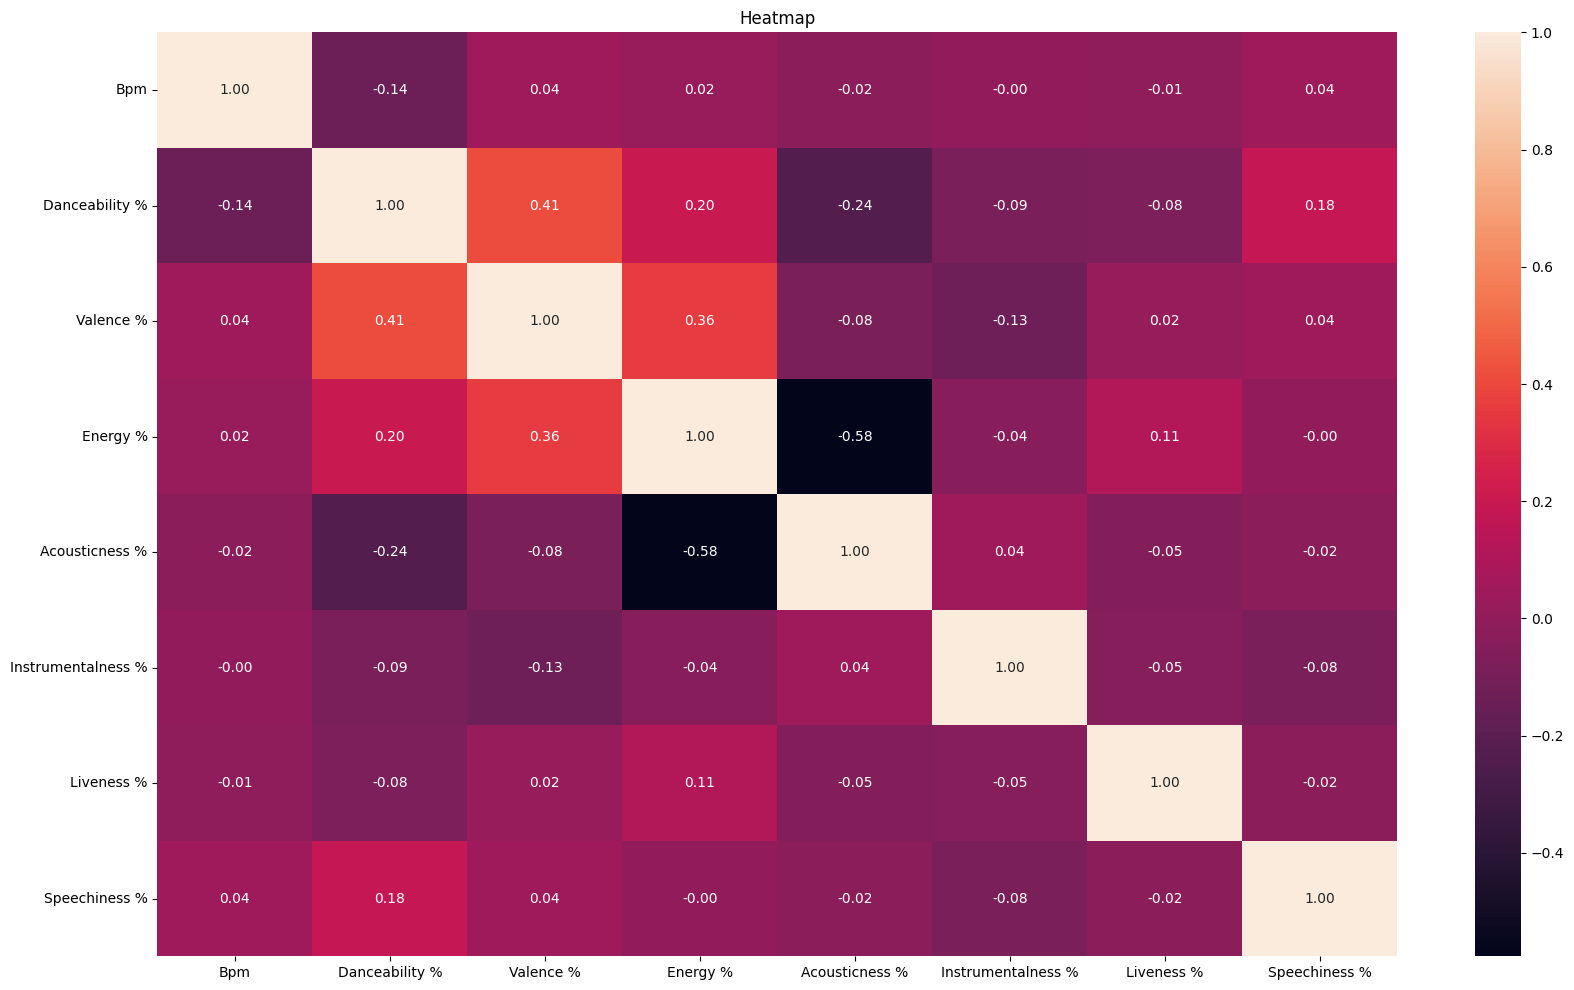 Heatmap
1.0
Bpm 1.00 -0.14 0.04 0.02 -0.02 -0.00 -0.01 0.04
0.8
Danceability % -0.14 1.00 0.41 0.20 -0.24 -0.09 -0.08 0.18
0.6
Valence % 0.04 0.41 1.00 0.36 -0.08 -0.13 0.02 0.04
0.4
Energy % 0.02 0.20 0.36 1.00 -0.58 -0.04 0.11 -0.00
0.2
Acousticness % -0.02 -0.24 -0.08 -0.58 1.00 0.04 -0.05 -0.02
0.0
Instrumentalness % -0.00 -0.09 -0.13 -0.04 0.04 1.00 -0.05 -0.08
−0.2
Liveness % -0.01 -0.08 0.02 0.11 -0.05 -0.05 1.00 -0.02
−0.4
Speechiness % 0.04 0.18 0.04 -0.00 -0.02 -0.08 -0.02 1.00
Bpm Danceability % Valence % Energy % Acousticness % Instrumentalness % Liveness % Speechiness %